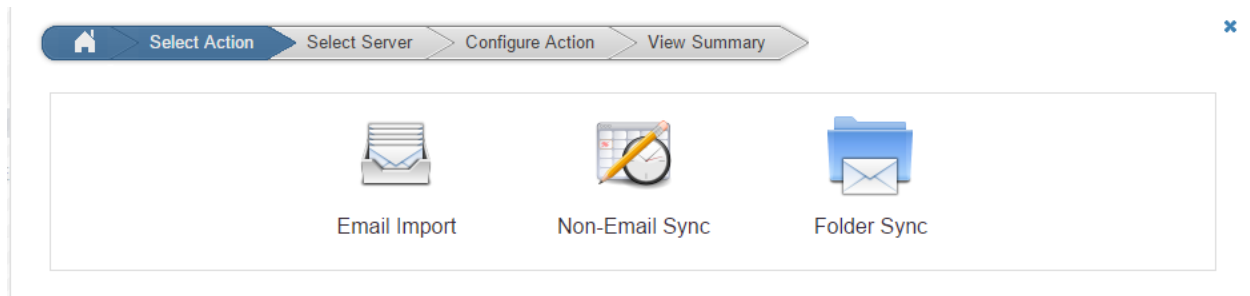 Select Action Select Server Configure Action View Summary
Email Import Non-Email Sync Folder Sync